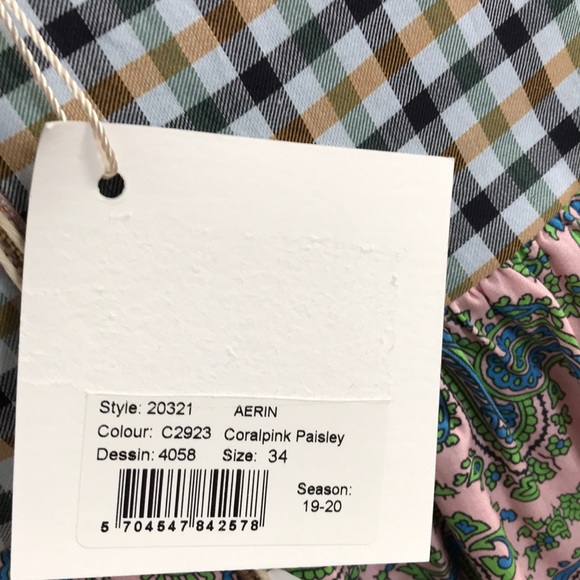 Style: 20321 AERIN
Colour: C2923 Coralpink Paisley
Dessin: 4058 Size: 34
Season:
19-20
5 704547 842578